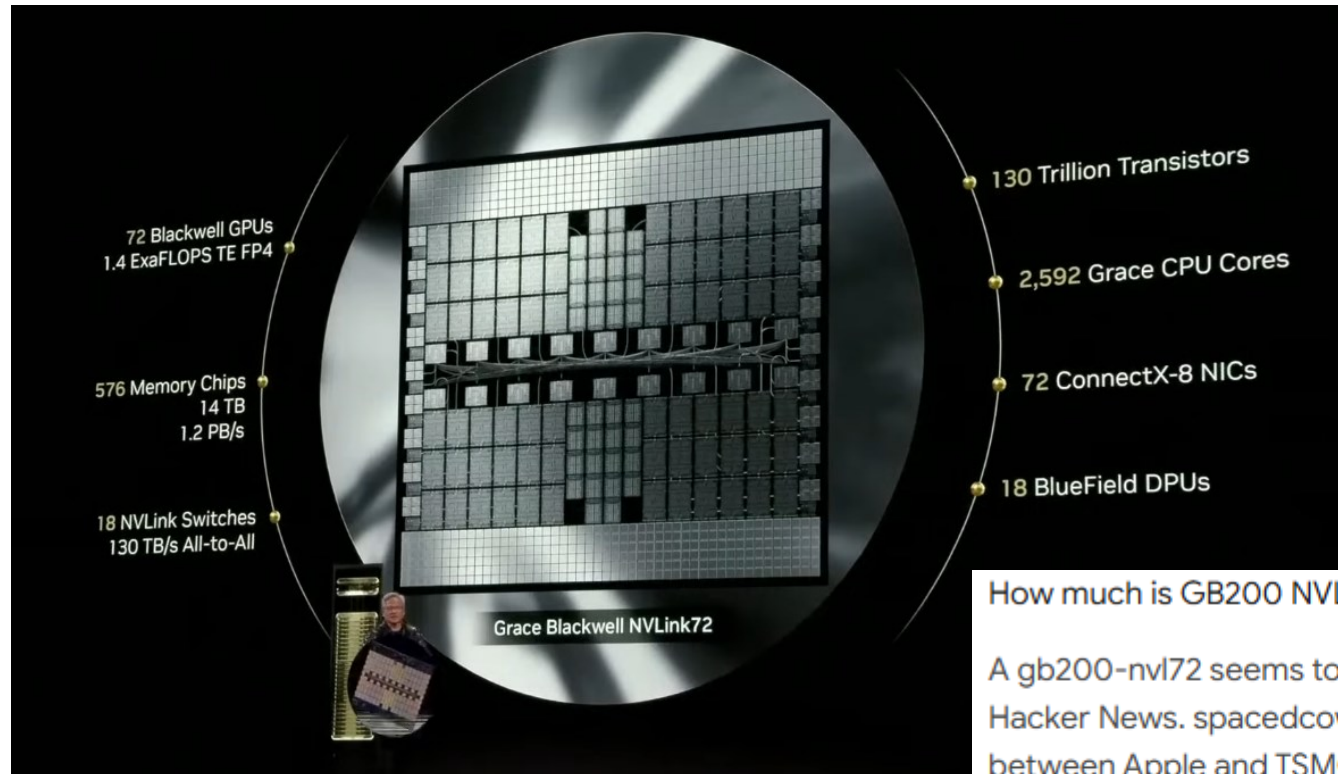 72 Blackwell GPUs
1.4 ExaFLOPS TE FP4
576 Memory Chips
14 TB
1.2 PB/s
18 NVLink Switches
130 TB/s All-to-All
130 Trillion Transistors
2,592 Grace CPU Cores
72 ConnectX-8 NICs
18 BlueField DPUs
Grace Blackwell NVLink72
How much is GB200 NVL
A gb200-nvl72 seems to
Hacker News. spacedcow
between Apple and TSM